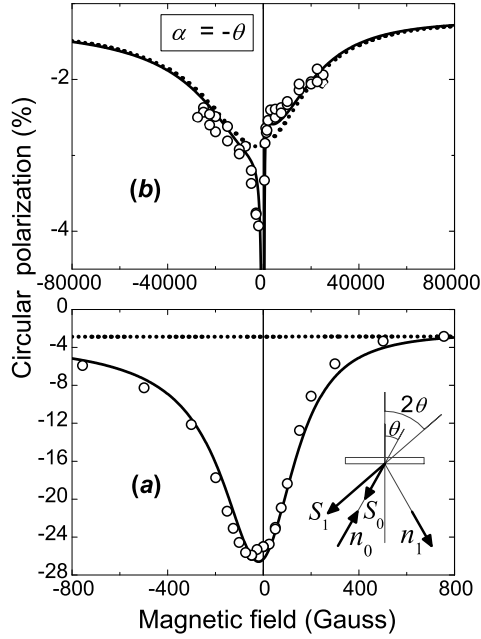 α = -θ
-2
-4
(b)
-80000 -40000 0 40000 80000
Circular polarization (%)
0
-4
-8
-12
-16
-20
-24
-28
(a)
2θ
θ
S1
S0
n0
n1
-800 -400 0 400 800
Magnetic field (Gauss)